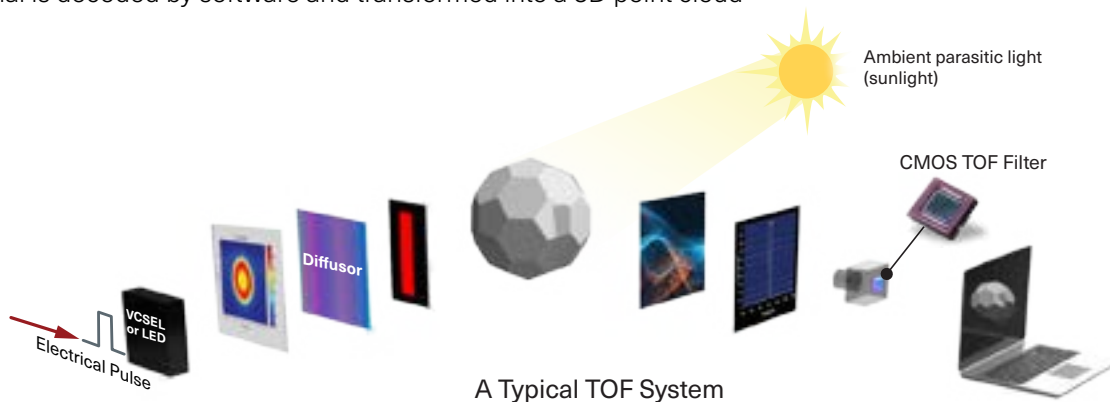 is decoded by software and transformed into a 3D point cloud
Ambient parasitic light
(sunlight)
CMOS TOF Filter
Diffusor
VCSEL
or LED
Electrical Pulse
A Typical TOF System